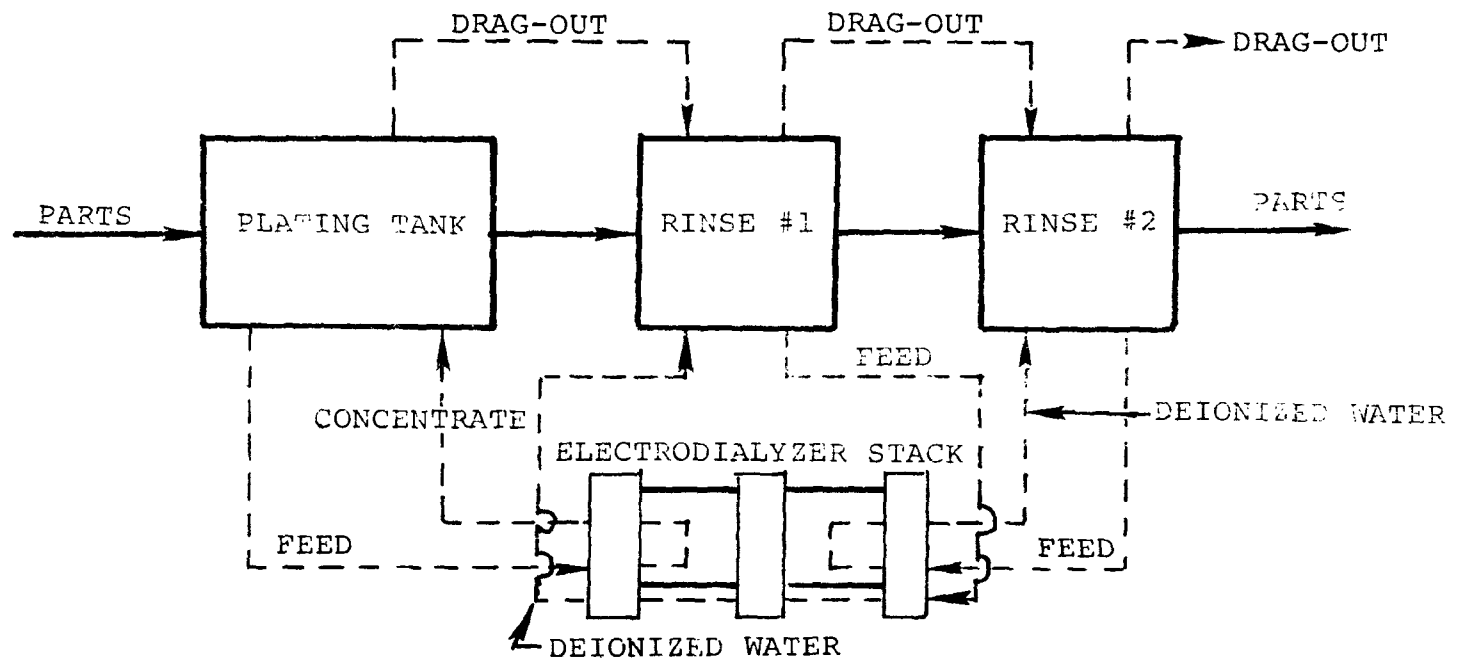 DRAG-OUT
DRAG-OUT
DRAG-OUT
PARTS
PLATING TANK
RINSE #1
RINSE #2
PARTS
FEED
CONCENTRATE
DEIONIZED WATER
ELECTRODIALYZER STACK
FEED
FEED
DEIONIZED WATER